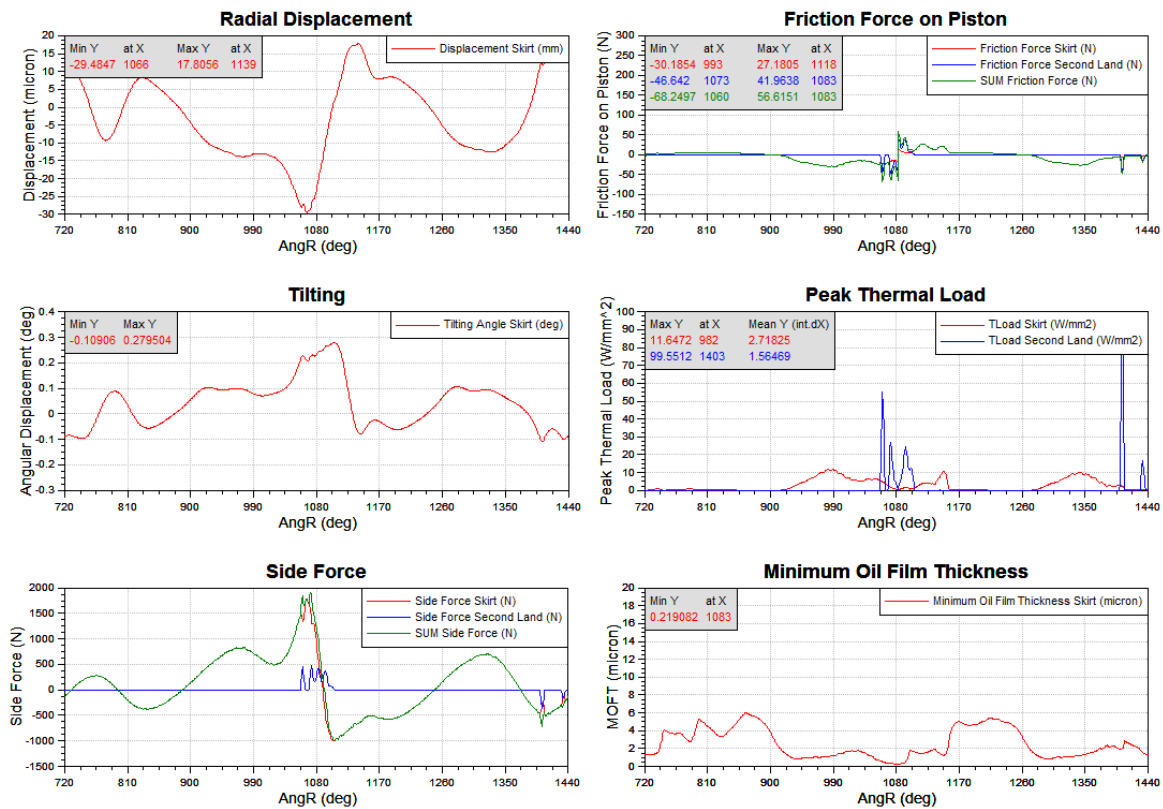 Radial Displacement
Min Y at X Max Y at X
-29.4847 1066 17.8056 1139
Displacement Skirt (mm)
Displacement (micron)
20
15
10
5
0
-5
-10
-15
-20
-25
-30
720 810 900 990 1080 1170 1260 1350 1440
AngR (deg)
Friction Force on Piston
Min Y at X Max Y at X
-30.1854 993 27.1805 1118
-46.642 1073 41.9638 1083
-68.2497 1060 56.6151 1083
Friction Force Skirt (N)
Friction Force Second Land (N)
SUM Friction Force (N)
Friction Force on Piston (N)
300
250
200
150
100
50
0
-50
-100
-150
720 810 900 990 1080 1170 1260 1350 1440
AngR (deg)
Tilting
Min Y Max Y
-0.10906 0.279504
Tilting Angle Skirt (deg)
Angular Displacement (deg)
0.4
0.3
0.2
0.1
0
-0.1
-0.2
-0.3
720 810 900 990 1080 1170 1260 1350 1440
AngR (deg)
Peak Thermal Load
Max Y at X Mean Y (int.dX)
11.6472 982 2.71825
99.5512 1403 1.56469
TLoad Skirt (W/mm2)
TLoad Second Land (W/mm2)
Peak Thermal Load (W/mm^2)
100
90
80
70
60
50
40
30
20
10
0
720 810 900 990 1080 1170 1260 1350 1440
AngR (deg)
Side Force
Side Force Skirt (N)
Side Force Second Land (N)
SUM Side Force (N)
Side Force (N)
2000
1500
1000
500
0
-500
-1000
-1500
720 810 900 990 1080 1170 1260 1350 1440
AngR (deg)
Minimum Oil Film Thickness
Min Y at X
0.219082 1083
Minimum Oil Film Thickness Skirt (micron)
MOFT (micron)
20
18
16
14
12
10
8
6
4
2
0
720 810 900 990 1080 1170 1260 1350 1440
AngR (deg)